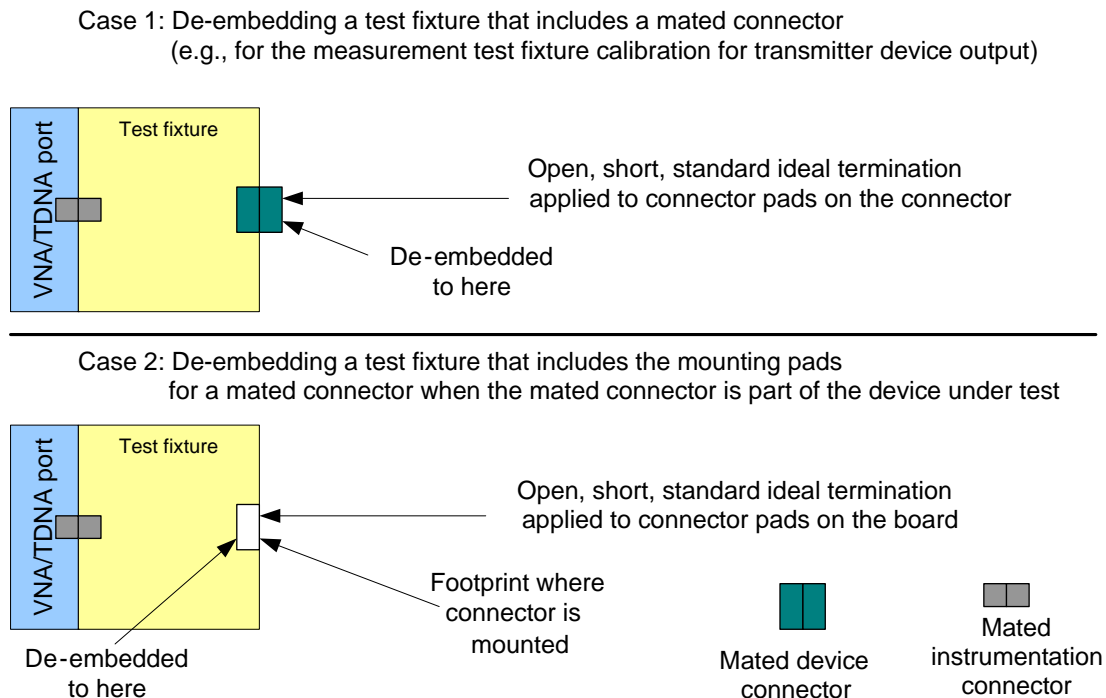 Case 1: De-embedding a test fixture that includes a mated connector
(e.g., for the measurement test fixture calibration for transmitter device output)
VNA/TDNA port
Test fixture
Open, short, standard ideal termination
applied to connector pads on the connector
De-embedded
to here
Case 2: De-embedding a test fixture that includes the mounting pads
for a mated connector when the mated connector is part of the device under test
VNA/TDNA port
Test fixture
Open, short, standard ideal termination
applied to connector pads on the board
Footprint where
connector is
mounted
De-embedded
to here
Mated device
connector
Mated
instrumentation
connector